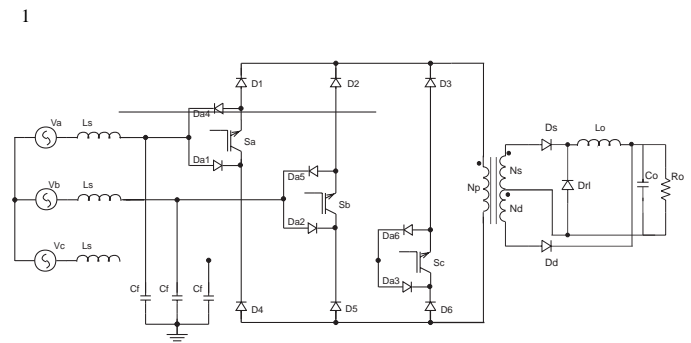 1
D1 D2 D3
Va Ls Da4
Sa
Da1
Ds Lo
Da5
Vb Ls Sb
Da2
Np Ns Drl Co Ro
Nd
Da6
Vc Ls Sc
Da3
Dd
Cf Cf Cf
D4 D5 D6